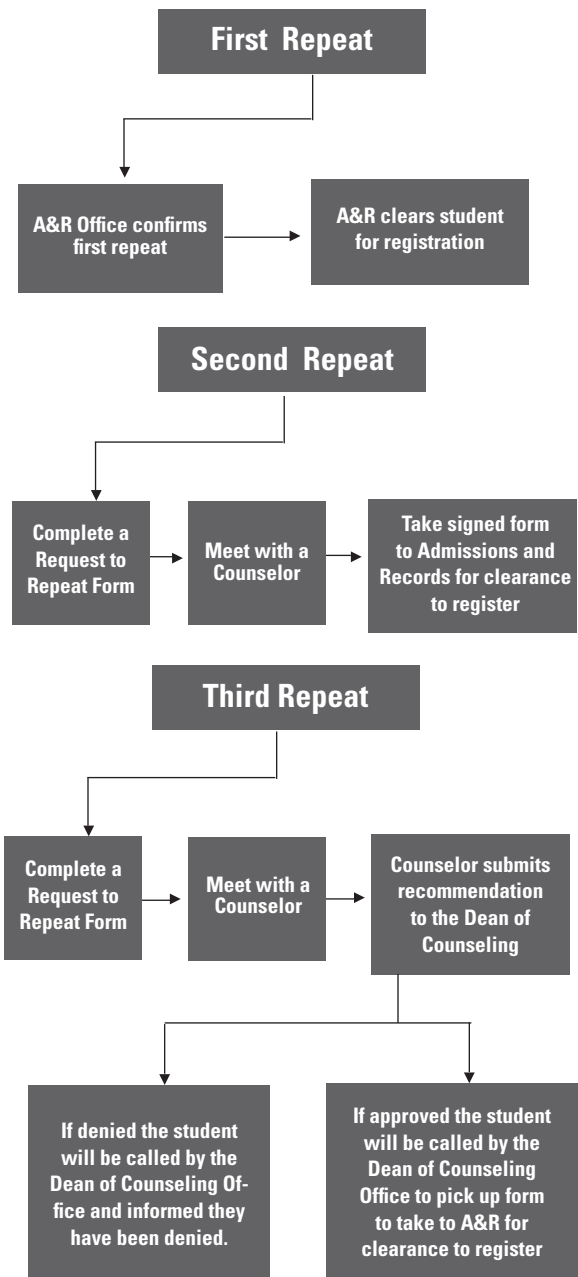 First Repeat
A&R Office confirms
first repeat
A&R clears student
for registration
Second Repeat
Complete a
Request to
Repeat Form
Meet with a
Counselor
Take signed form
to Admissions and
Records for clearance
to register
Third Repeat
Complete a
Request to
Repeat Form
Meet with a
Counselor
Counselor submits
recommendation
to the Dean of
Counseling
If denied the student
will be called by the
Dean of Counseling Of-
fice and informed they
have been denied.
If approved the student
will be called by the
Dean of Counseling
Office to pick up form
to take to A&R for
clearance to register